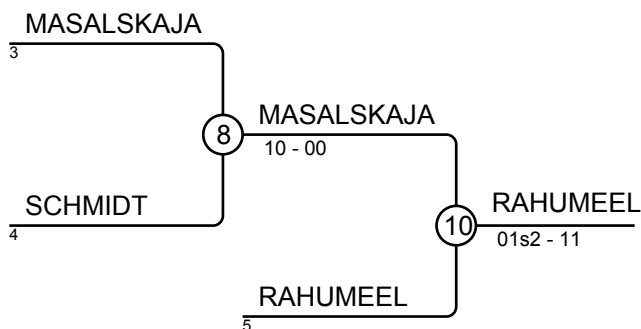 MASALSKAJA
3
8
MASALSKAJA
10 - 00
SCHMIDT
4
10
RAHUMEEL
01s2 - 11
RAHUMEEL
5